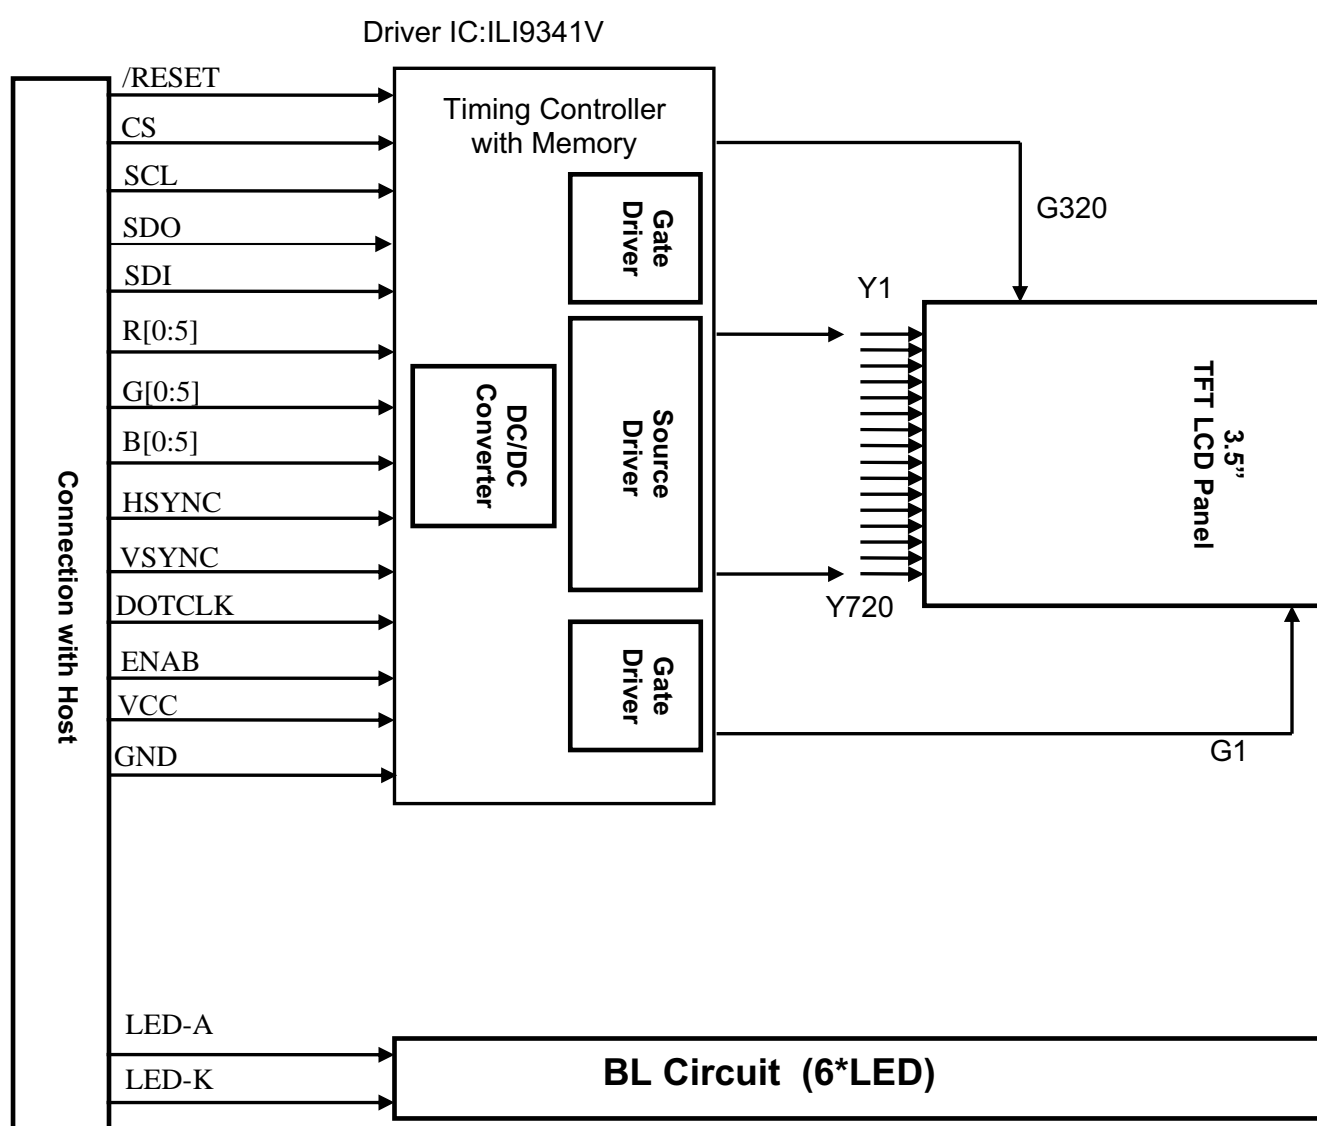 Driver IC:ILI9341V
/RESET
CS
SCL
SDO
SDI
R[0:5]
G[0:5]
B[0:5]
HSYNC
VSYNC
DOTCLK
ENAB
VCC
GND
LED-A
LED-K
Connection with Host
Timing Controller
with Memory
Gate
Driver
DC/DC
Converter
Source
Driver
Gate
Driver
G320
Y1
Y720
G1
3.5”
TFT LCD Panel
BL Circuit (6*LED)